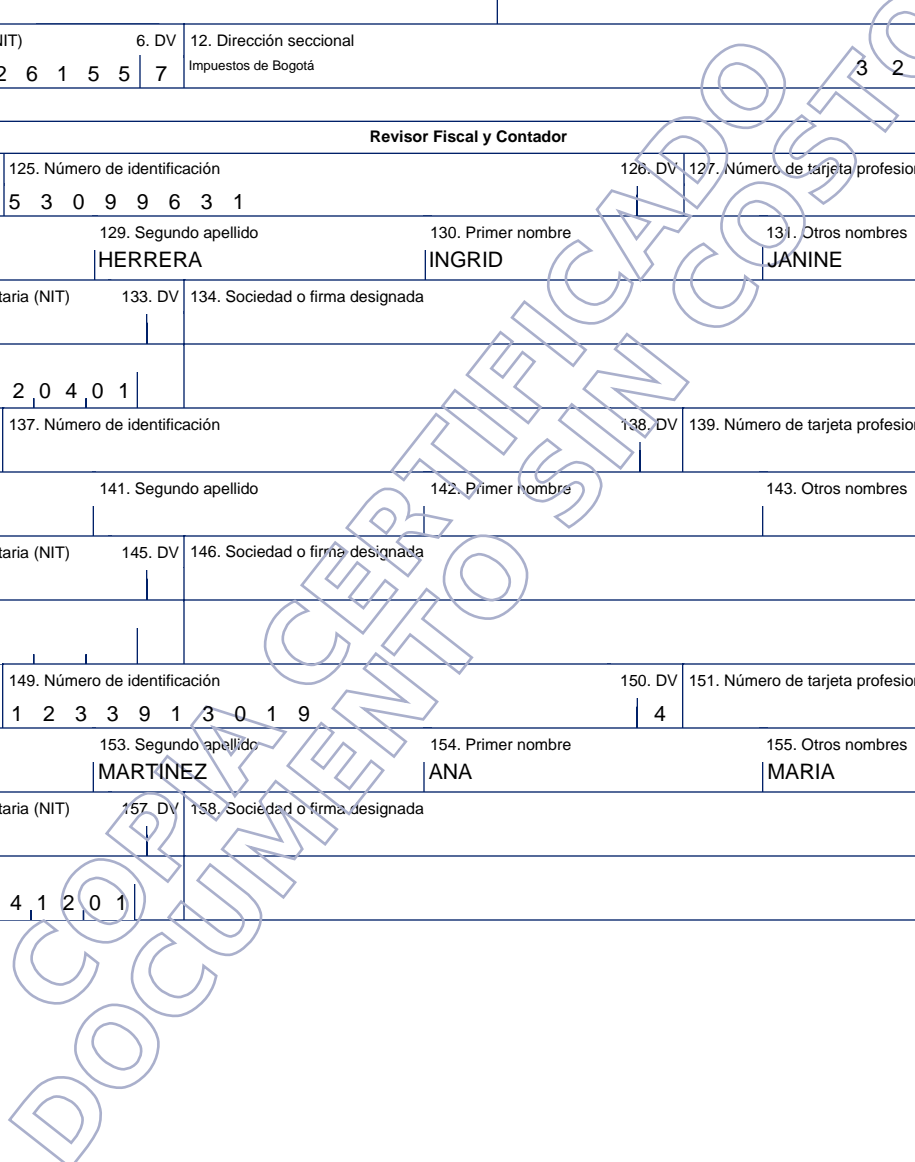 NIT) 6. DV 12. Dirección seccional
2 6 1 5 5 7 Impuestos de Bogotá 3 2
Revisor Fiscal y Contador
125. Número de identificación 126. DV 127. Número de tarjeta profesion
5 3 0 9 9 6 3 1
129. Segundo apellido 130. Primer nombre 131. Otros nombres
HERRERA INGRID JANINE
taria (NIT) 133. DV 134. Sociedad o firma designada
2 0 4 0 1
137. Número de identificación 138. DV 139. Número de tarjeta profesion
141. Segundo apellido 142. Primer nombre 143. Otros nombres
taria (NIT) 145. DV 146. Sociedad o firma designada
149. Número de identificación 150. DV 151. Número de tarjeta profesion
1 2 3 3 9 1 3 0 1 9 4
153. Segundo apellido 154. Primer nombre 155. Otros nombres
MARTINEZ ANA MARIA
taria (NIT) 157. DV 158. Sociedad o firma designada
4 1 2 0 1
COPIA CERTIFICADO
DOCUMENTO SIN COSTO